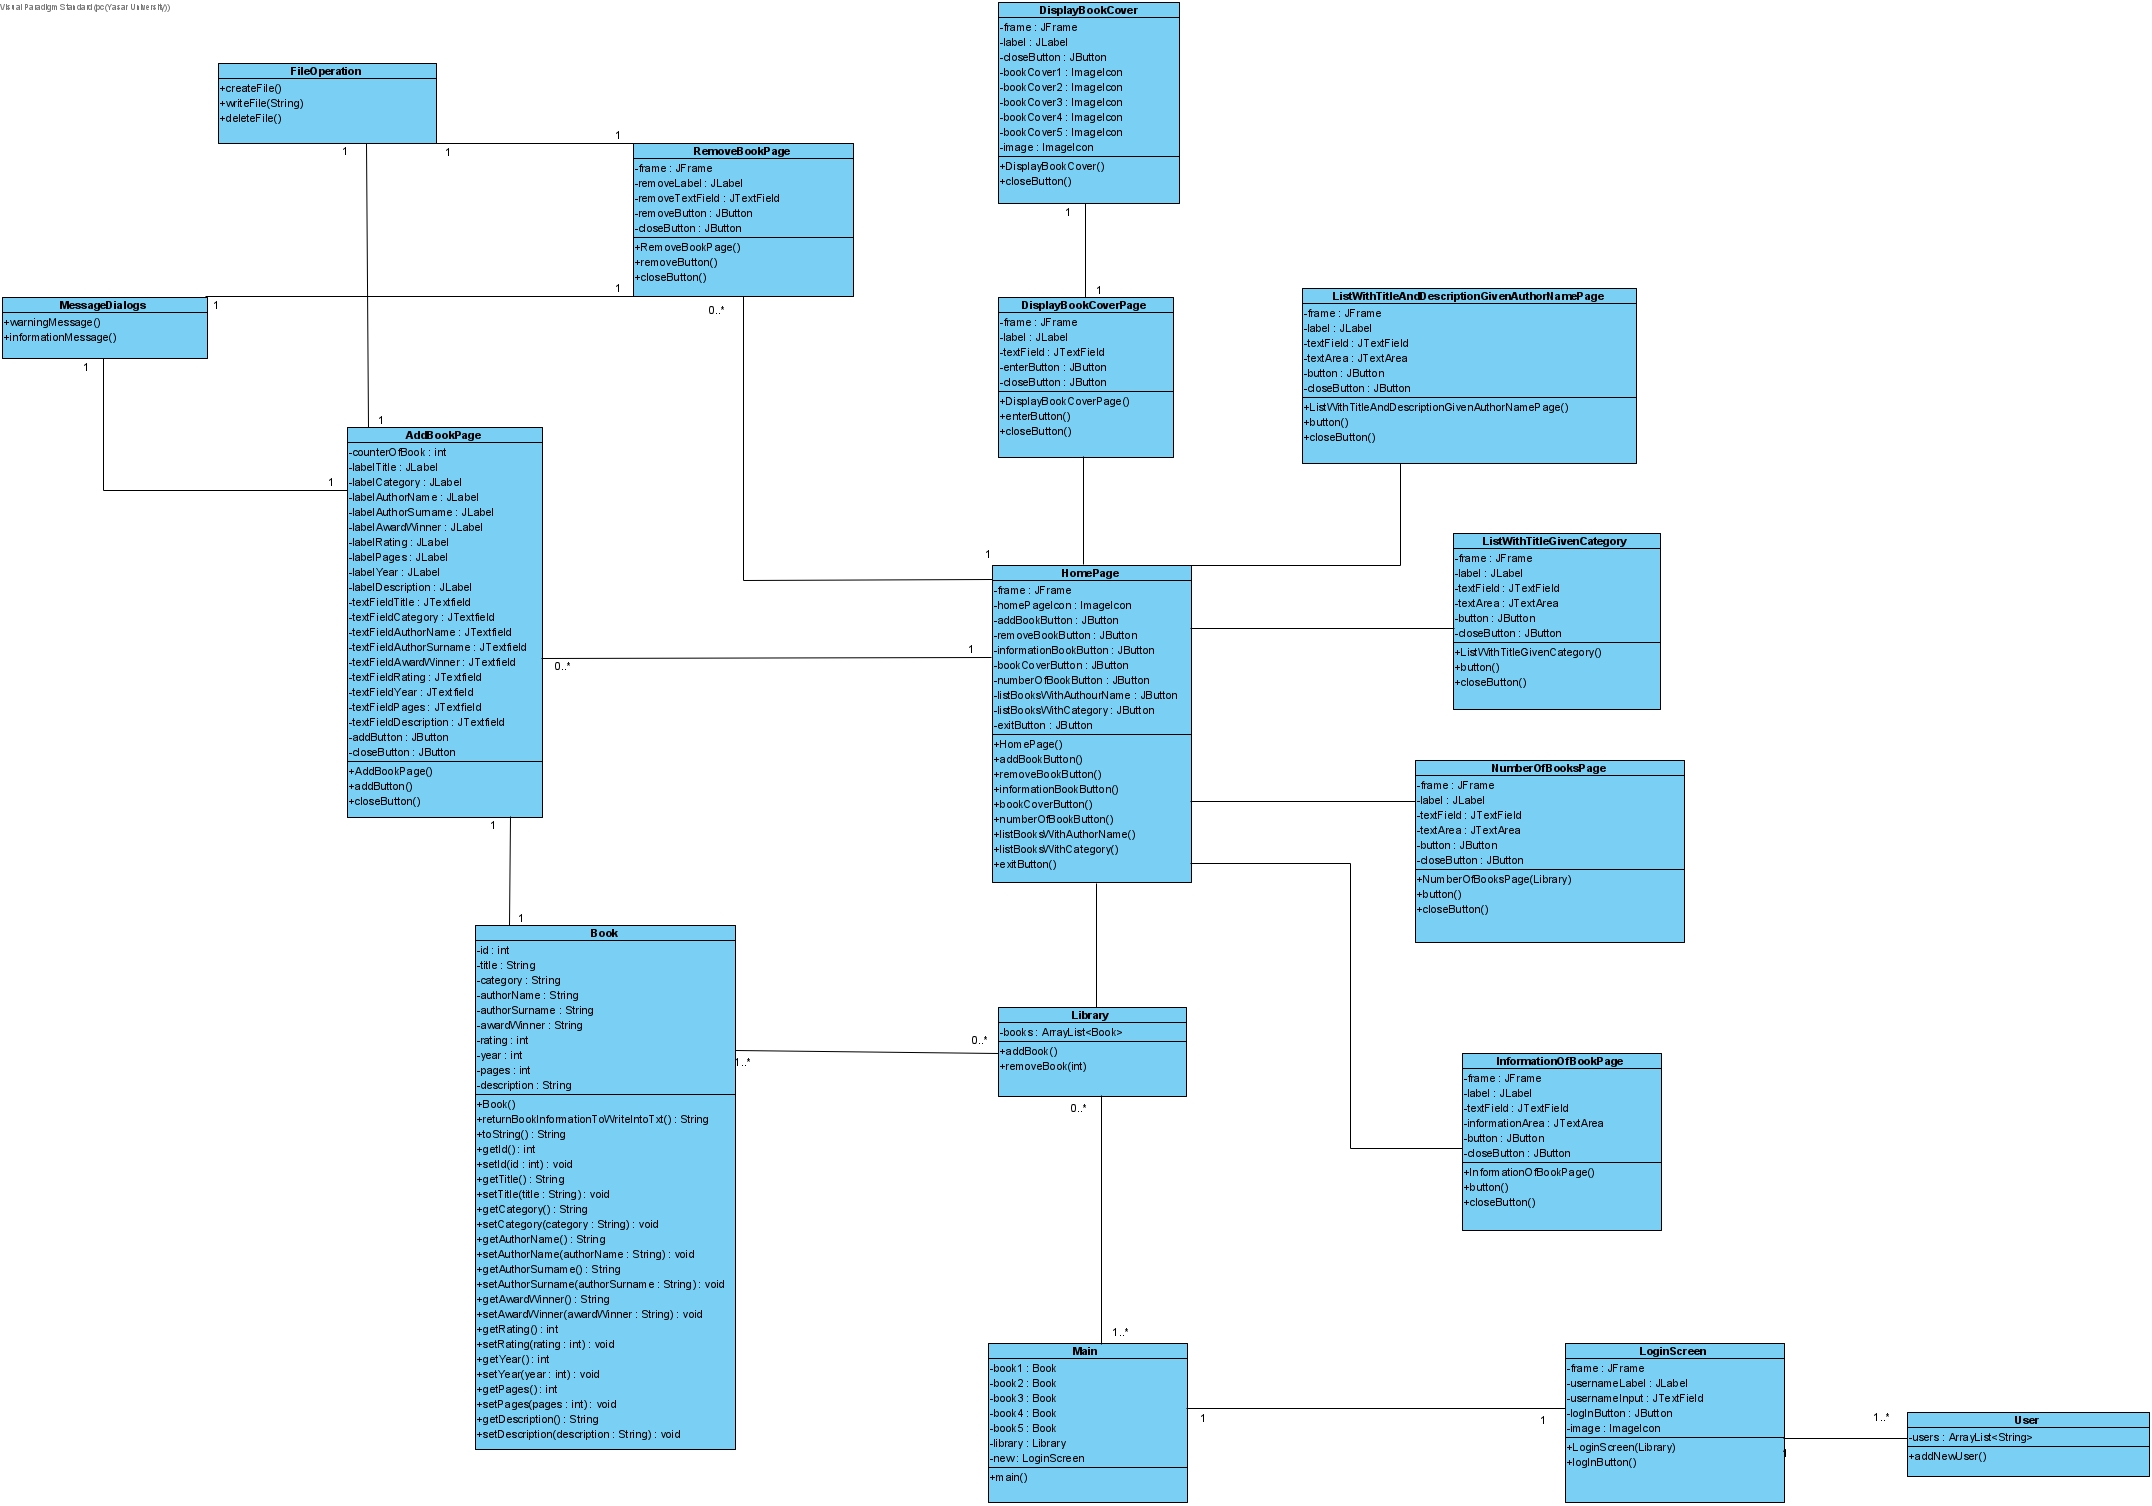 Visual Paradigm Standard(pc(Yasar University))
DisplayBookCover
-frame : JFrame
-label : JLabel
-closeButton : JButton
-bookCover1 : ImageIcon
-bookCover2 : ImageIcon
-bookCover3 : ImageIcon
-bookCover4 : ImageIcon
-bookCover5 : ImageIcon
-image : ImageIcon
+DisplayBookCover()
+closeButton()
1
1
FileOperation
+createFile()
+writeFile(String)
+deleteFile()
1
1
1
RemoveBookPage
-frame : JFrame
-removeLabel : JLabel
-removeTextField : JTextField
-removeButton : JButton
-closeButton : JButton
+RemoveBookPage()
+removeButton()
+closeButton()
1
0..*
MessageDialogs
+warningMessage()
+informationMessage()
1
1
1
1
DisplayBookCoverPage
-frame : JFrame
-label : JLabel
-textField : JTextField
-enterButton : JButton
-closeButton : JButton
+DisplayBookCoverPage()
+enterButton()
+closeButton()
ListWithTitleAndDescriptionGivenAuthorNamePage
-frame : JFrame
-label : JLabel
-textField : JTextField
-textArea : JTextArea
-button : JButton
-closeButton : JButton
+ListWithTitleAndDescriptionGivenAuthorNamePage()
+button()
+closeButton()
AddBookPage
-counterOfBook : int
-labelTitle : JLabel
-labelCategory : JLabel
-labelAuthorName : JLabel
-labelAuthorSurname : JLabel
-labelAwardWinner : JLabel
-labelRating : JLabel
-labelPages : JLabel
-labelYear : JLabel
-labelDescription : JLabel
-textFieldTitle : JTextfield
-textFieldCategory : JTextfield
-textFieldAuthorName : JTextfield
-textFieldAuthorSurname : JTextfield
-textFieldAwardWinner : JTextfield
-textFieldRating : JTextfield
-textFieldYear : JTextfield
-textFieldPages : JTextfield
-textFieldDescription : JTextfield
-addButton : JButton
-closeButton : JButton
+AddBookPage()
+addButton()
+closeButton()
0..*
1
1
1
HomePage
-frame : JFrame
-homePageIcon : ImageIcon
-addBookButton : JButton
-removeBookButton : JButton
-informationBookButton : JButton
-bookCoverButton : JButton
-numberOfBookButton : JButton
-listBooksWithAuthourName : JButton
-listBooksWithCategory : JButton
-exitButton : JButton
+HomePage()
+addBookButton()
+removeBookButton()
+informationBookButton()
+bookCoverButton()
+numberOfBookButton()
+listBooksWithAuthorName()
+listBooksWithCategory()
+exitButton()
ListWithTitleGivenCategory
-frame : JFrame
-label : JLabel
-textField : JTextField
-textArea : JTextArea
-button : JButton
-closeButton : JButton
+ListWithTitleGivenCategory()
+button()
+closeButton()
NumberOfBooksPage
-frame : JFrame
-label : JLabel
-textField : JTextField
-textArea : JTextArea
-button : JButton
-closeButton : JButton
+NumberOfBooksPage(Library)
+button()
+closeButton()
1
Book
-id : int
-title : String
-category : String
-authorName : String
-authorSurname : String
-awardWinner : String
-rating : int
-year : int
-pages : int
-description : String
+Book()
+returnBookInformationToWriteIntoTxt() : String
+toString() : String
+getId() : int
+setId(id : int) : void
+getTitle() : String
+setTitle(title : String) : void
+getCategory() : String
+setCategory(category : String) : void
+getAuthorName() : String
+setAuthorName(authorName : String) : void
+getAuthorSurname() : String
+setAuthorSurname(authorSurname : String) : void
+getAwardWinner() : String
+setAwardWinner(awardWinner : String) : void
+getRating() : int
+setRating(rating : int) : void
+getYear() : int
+setYear(year : int) : void
+getPages() : int
+setPages(pages : int) : void
+getDescription() : String
+setDescription(description : String) : void
1..*
0..*
Library
-books : ArrayList<Book>
+addBook()
+removeBook(int)
0..*
InformationOfBookPage
-frame : JFrame
-label : JLabel
-textField : JTextField
-informationArea : JTextArea
-button : JButton
-closeButton : JButton
+InformationOfBookPage()
+button()
+closeButton()
1..*
Main
-book1 : Book
-book2 : Book
-book3 : Book
-book4 : Book
-book5 : Book
-library : Library
-new : LoginScreen
+main()
1
1
LoginScreen
-frame : JFrame
-usernameLabel : JLabel
-usernameInput : JTextField
-logInButton : JButton
-image : ImageIcon
+LoginScreen(Library)
+logInButton()
1
1..*
User
-users : ArrayList<String>
+addNewUser()